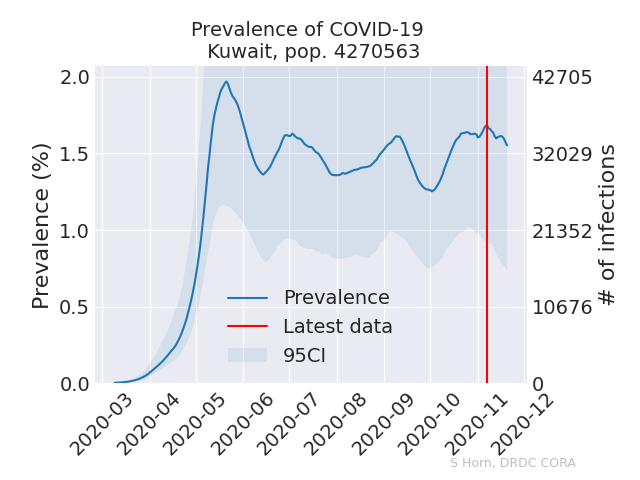 Prevalence of COVID-19
Kuwait, pop. 4270563
Prevalence (%)
2.0
1.5
1.0
0.5
0.0
42705
32029
21352
10676
0
# of infections
Prevalence
Latest data
95CI
2020-03
2020-04
2020-05
2020-06
2020-07
2020-08
2020-09
2020-10
2020-11
2020-12
S Horn, DRDC CORA